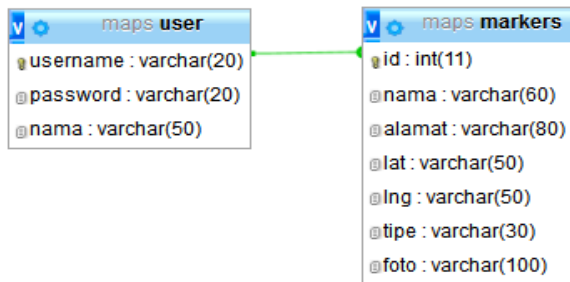 v maps user
username : varchar(20)
password : varchar(20)
nama : varchar(50)
v maps markers
id : int(11)
nama : varchar(60)
alamat : varchar(80)
lat : varchar(50)
lng : varchar(50)
tipe : varchar(30)
foto : varchar(100)